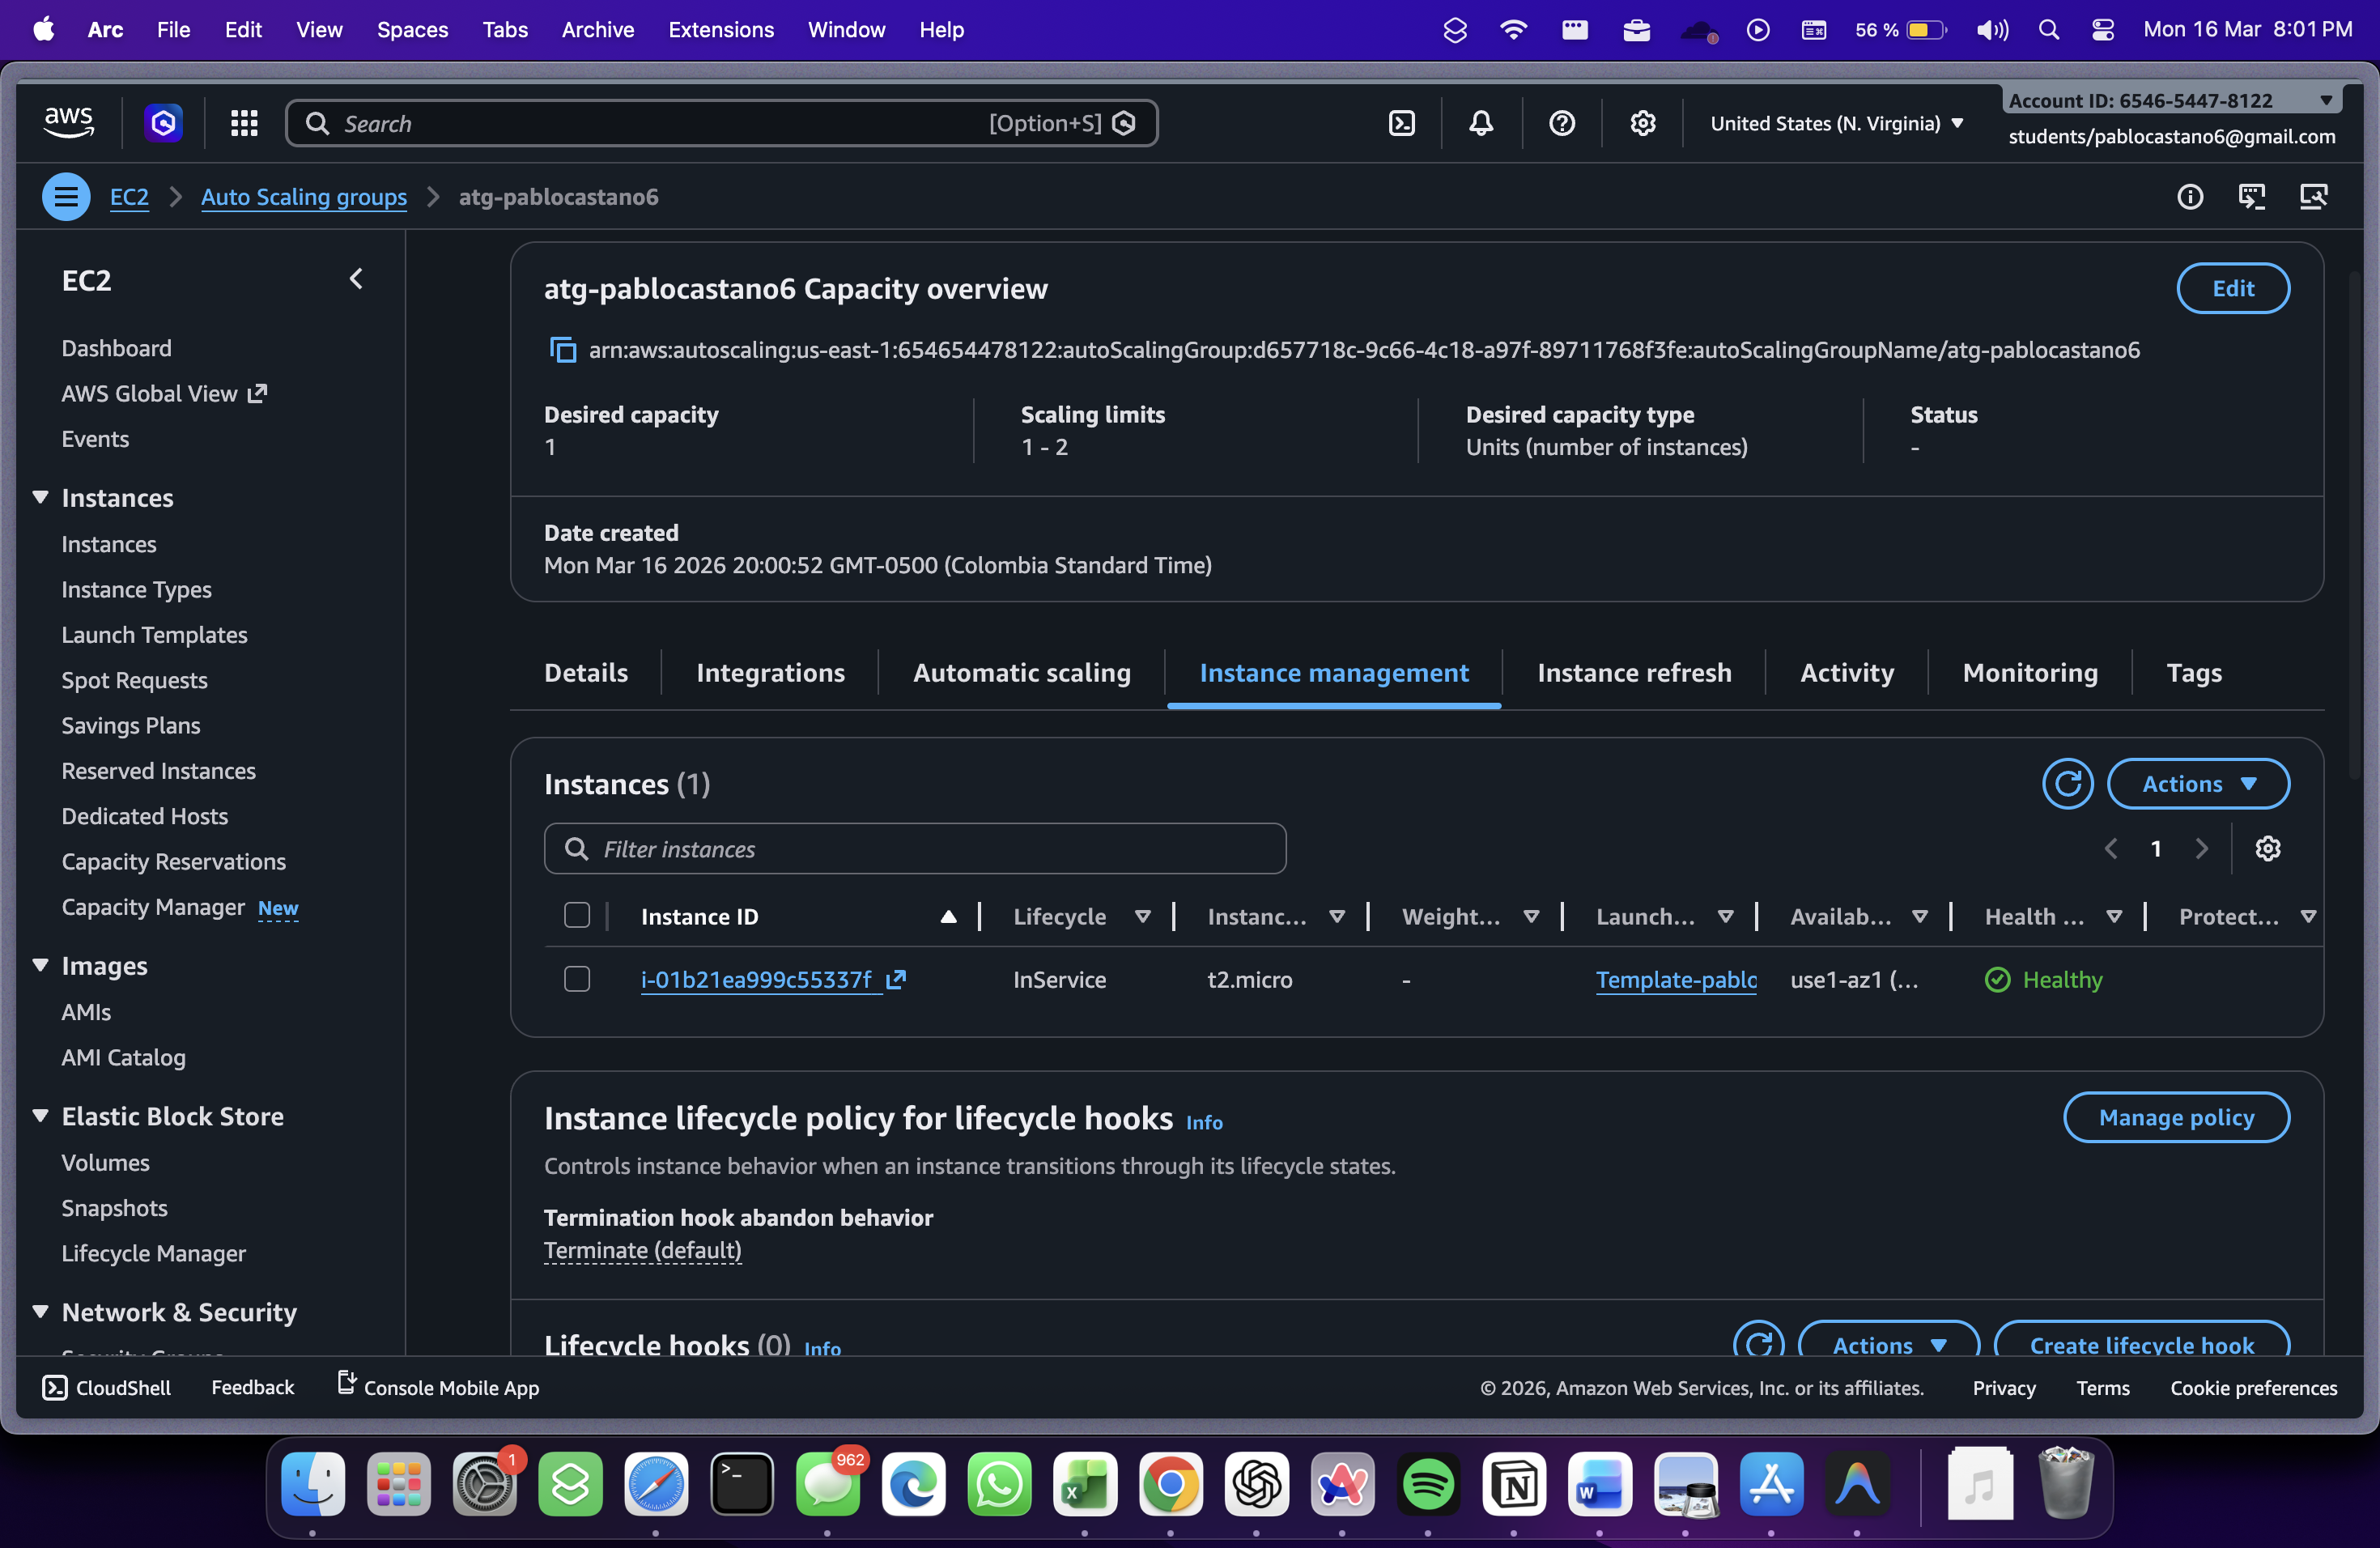 Arc File Edit View Spaces Tabs Archive Extensions Window Help 56 % Mon 16 Mar 8:01 PM
aws Search [Option+S] United States (N. Virginia) Account ID: 6546-5447-8122
students/pablocastano6@gmail.com
EC2 Auto Scaling groups atg-pablocastano6
EC2
Dashboard
AWS Global View
Events
Instances
Instances
Instance Types
Launch Templates
Spot Requests
Savings Plans
Reserved Instances
Dedicated Hosts
Capacity Reservations
Capacity Manager New
Images
AMIs
AMI Catalog
Elastic Block Store
Volumes
Snapshots
Lifecycle Manager
Network & Security
Security Groups
atg-pablocastano6 Capacity overview Edit
arn:aws:autoscaling:us-east-1:654654478122:autoScalingGroup:d657718c-9c66-4c18-a97f-89711768f3fe:autoScalingGroupName/atg-pablocastano6
Desired capacity Scaling limits Desired capacity type Status
1 1 - 2 Units (number of instances) -
Date created
Mon Mar 16 2026 20:00:52 GMT-0500 (Colombia Standard Time)
Details Integrations Automatic scaling Instance management Instance refresh Activity Monitoring Tags
Instances (1) Actions
Filter instances 1
Instance ID Lifecycle Instanc... Weight... Launch... Availab... Health ... Protect...
i-01b21ea999c55337f InService t2.micro - Template-pablo use1-az1 (... Healthy
Instance lifecycle policy for lifecycle hooks Info Manage policy
Controls instance behavior when an instance transitions through its lifecycle states.
Termination hook abandon behavior
Terminate (default)
Lifecycle hooks (0) Info Actions Create lifecycle hook
CloudShell Feedback Console Mobile App © 2026, Amazon Web Services, Inc. or its affiliates. Privacy Terms Cookie preferences
1 962